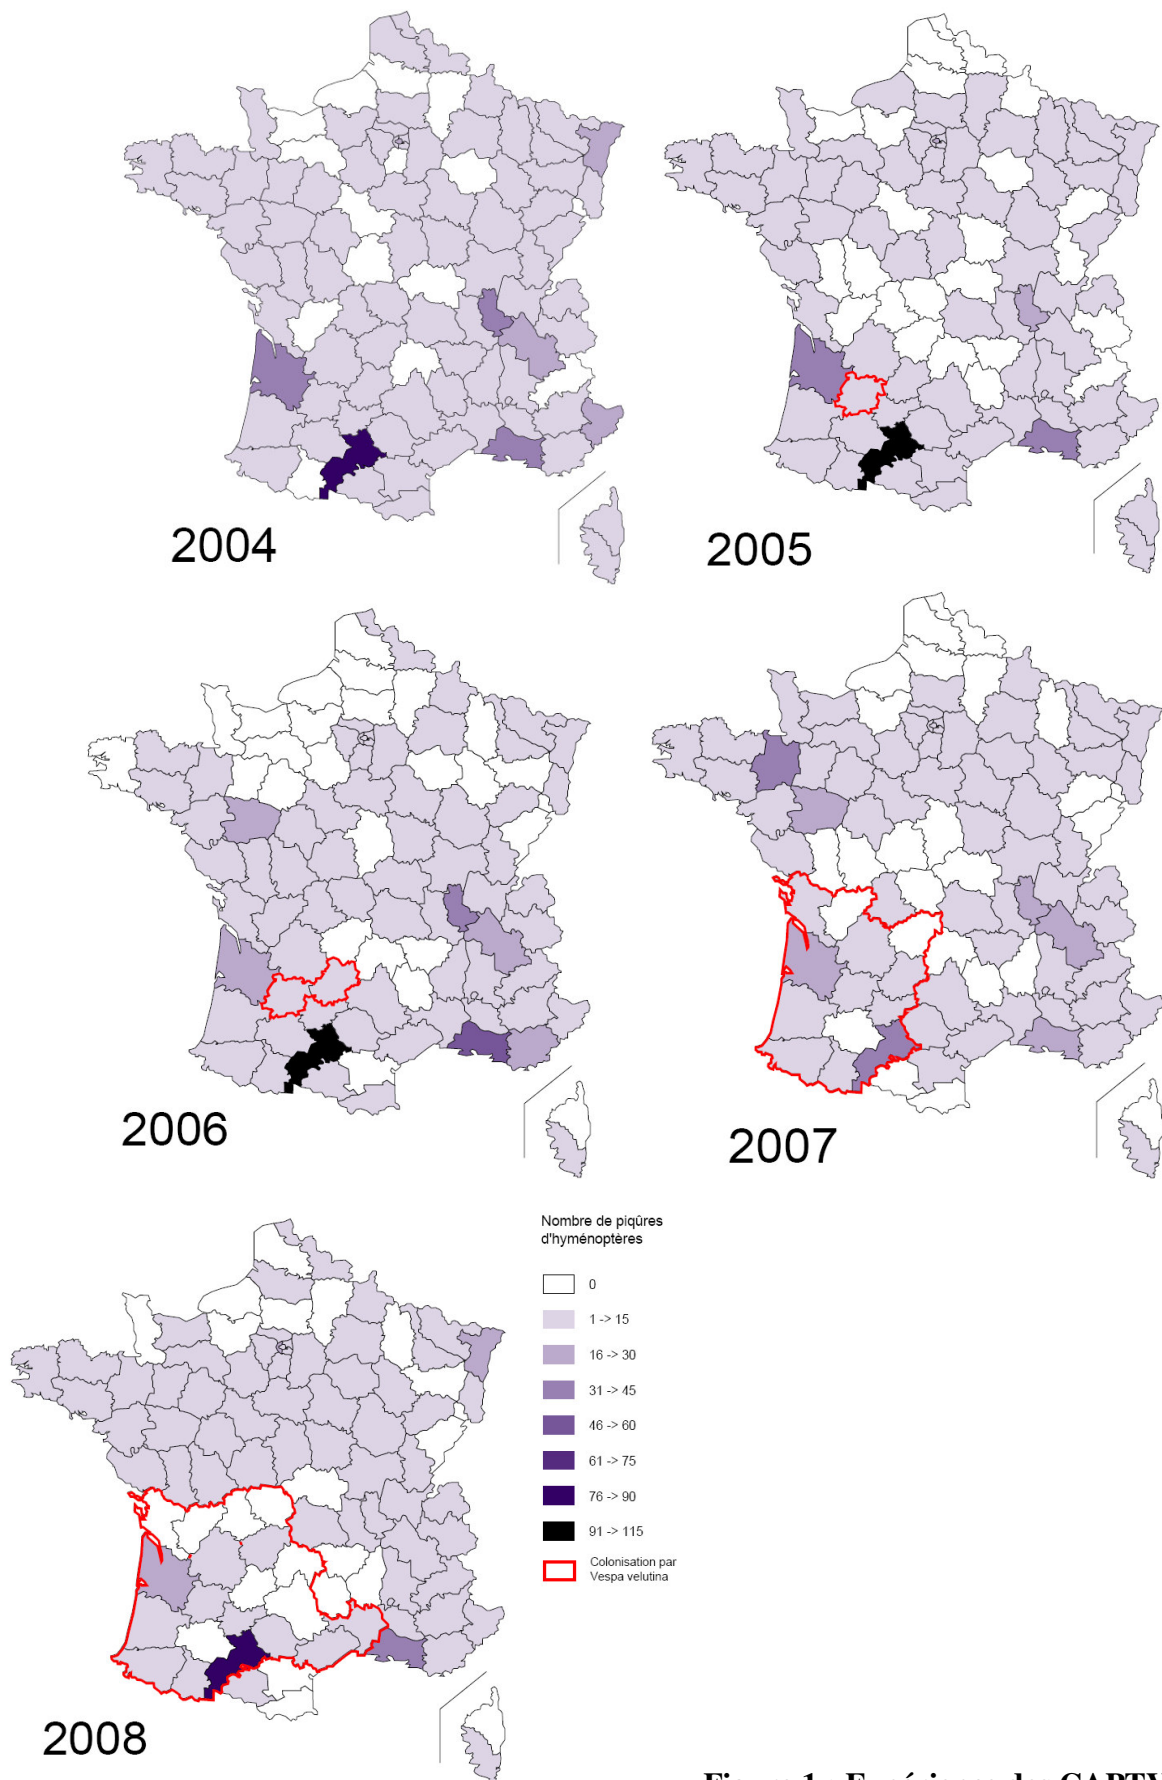 2004
2005
2006
2007
Nombre de piqûres
d'hyménoptères
0
1 -> 15
16 -> 30
31 -> 45
46 -> 60
61 -> 75
76 -> 90
91 -> 115
Colonisation par
Vespa velutina
2008